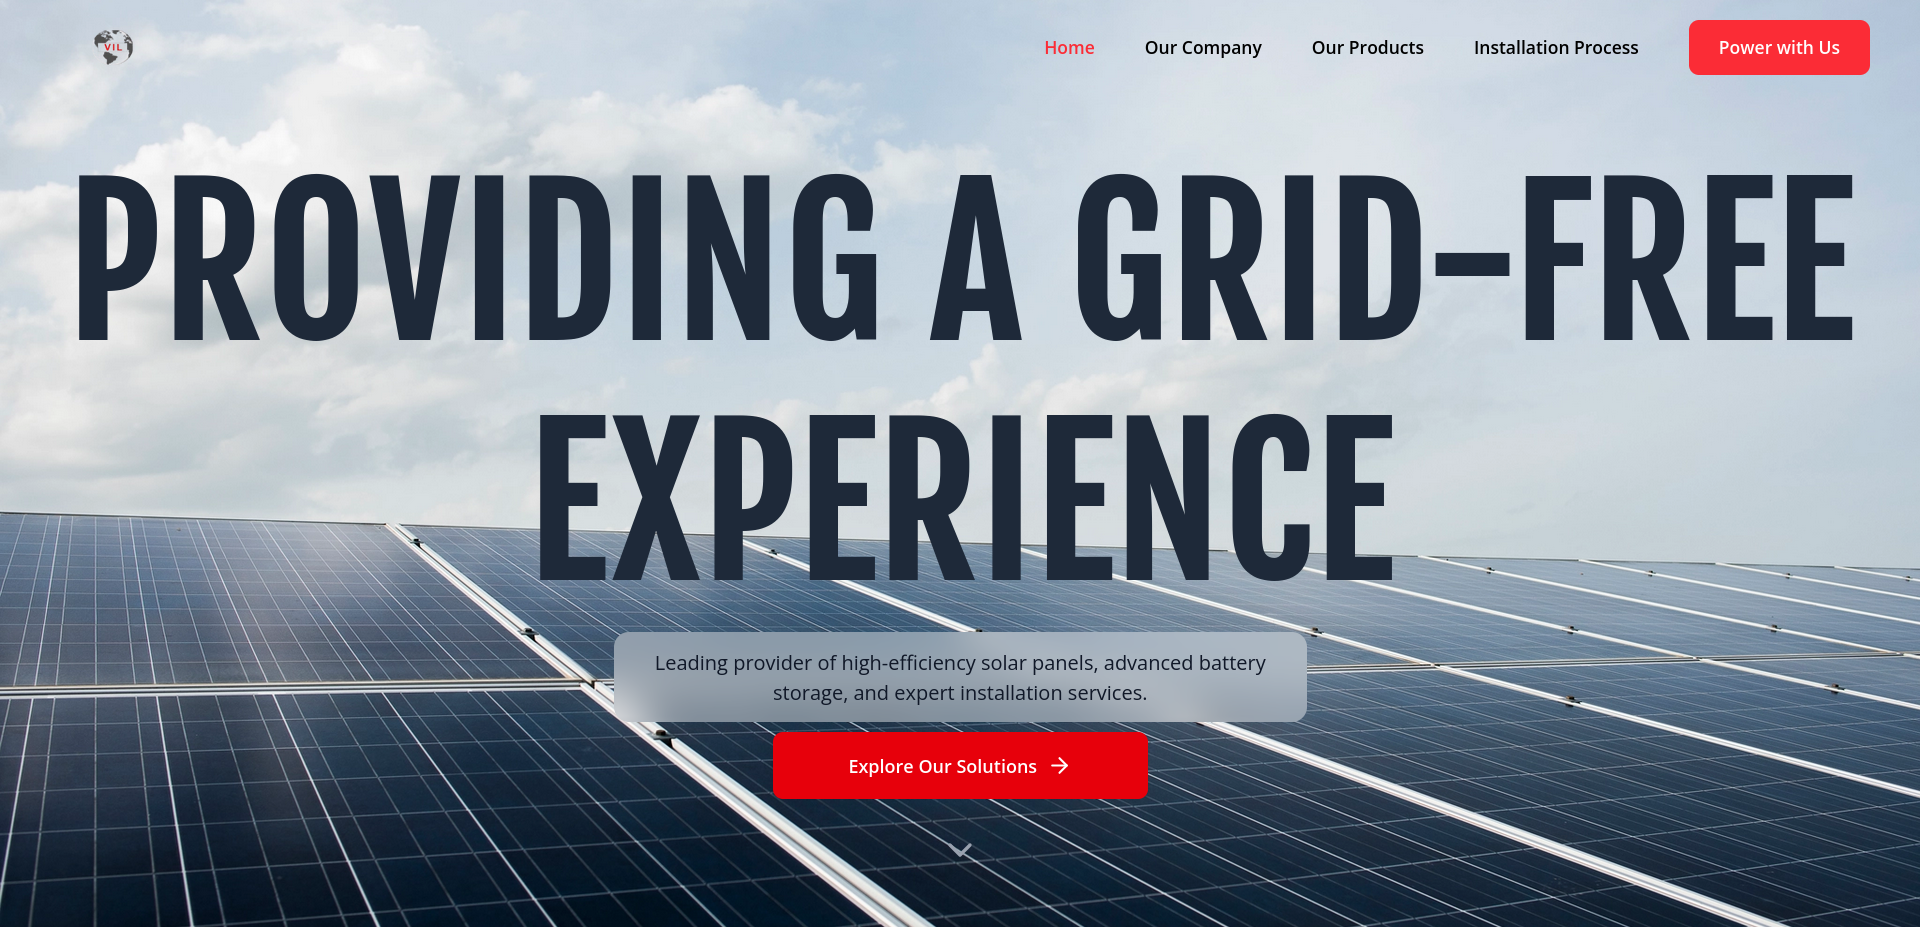 VIL
Home
Our Company
Our Products
Installation Process
Power with Us
PROVIDING A GRID-FREE
EXPERIENCE
Leading provider of high-efficiency solar panels, advanced battery
storage, and expert installation services.
Explore Our Solutions